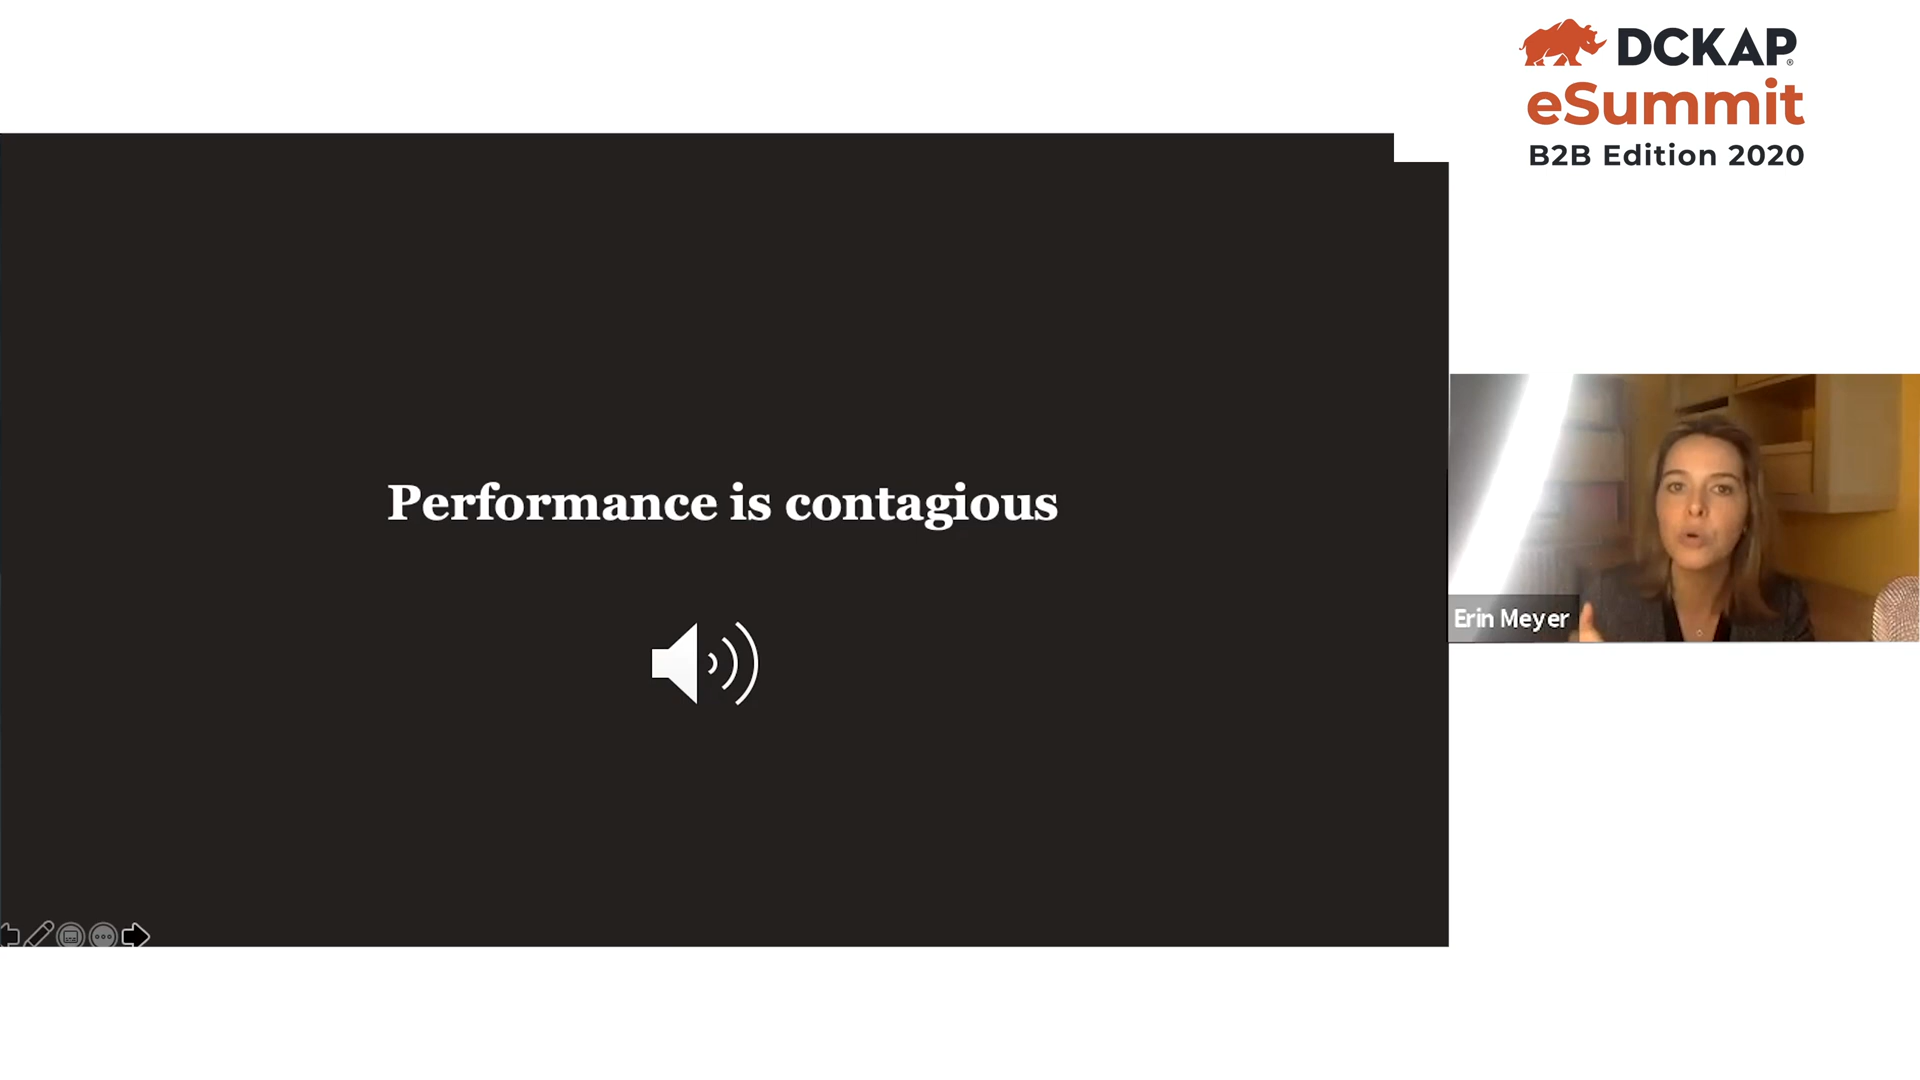 DCKAP®
eSummit
B2B Edition 2020
Performance is contagious
Erin Meyer